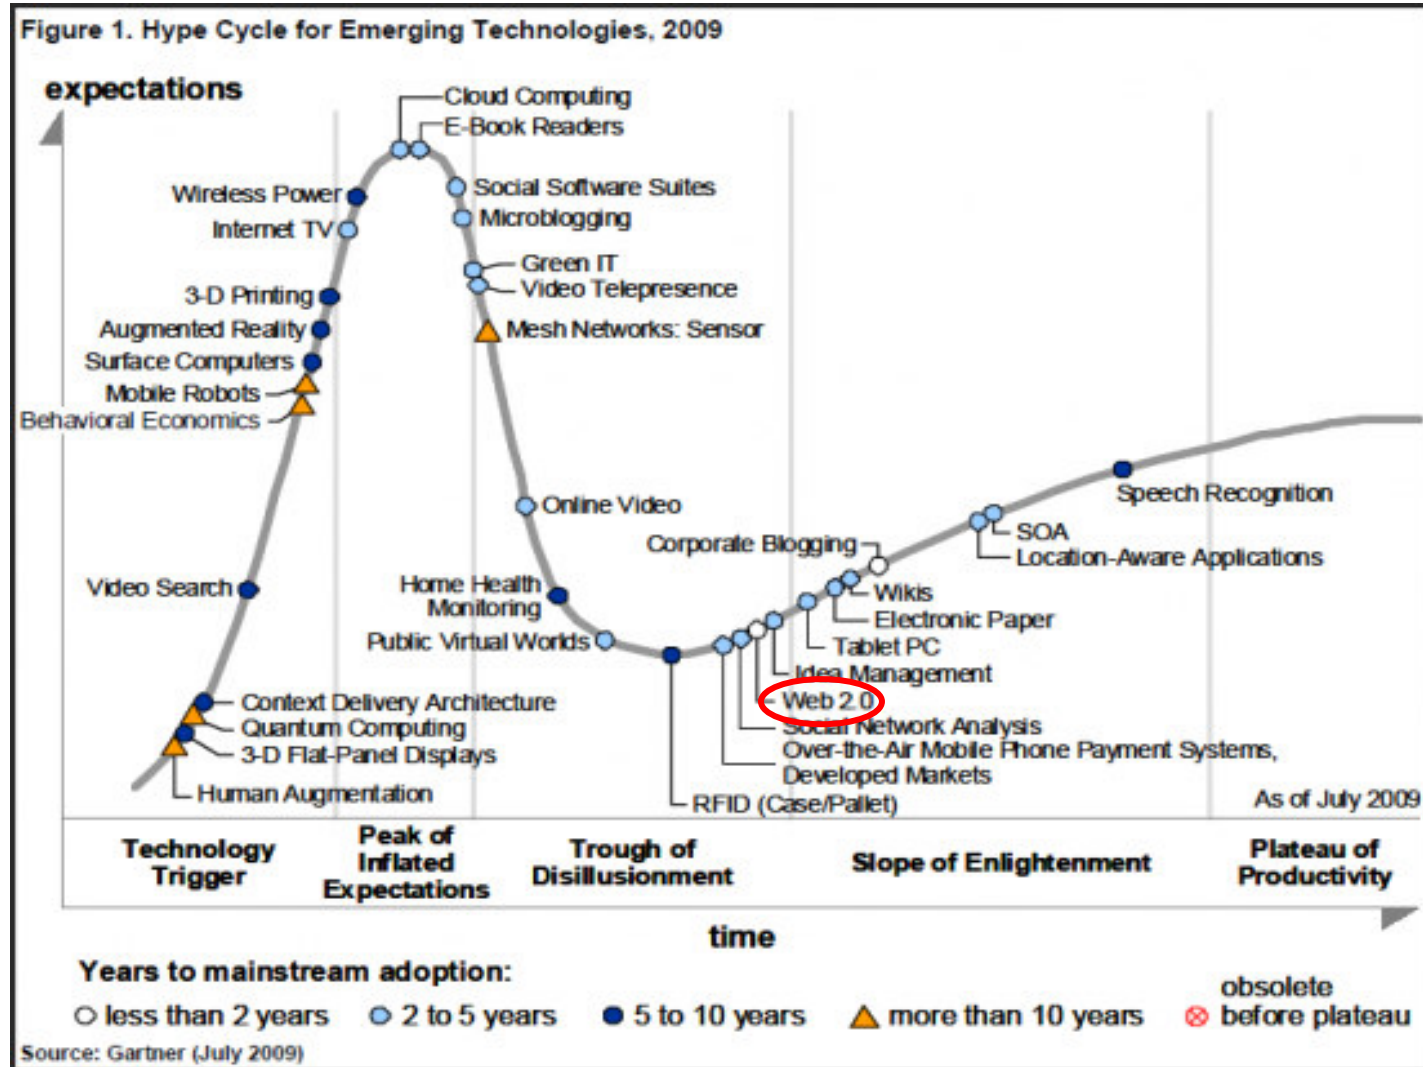 Figure 1. Hype Cycle for Emerging Technologies, 2009
expectations
Cloud Computing
E-Book Readers
Wireless Power
Social Software Suites
Internet TV
Microblogging
Green IT
3-D Printing
Video Telepresence
Augmented Reality
Mesh Networks: Sensor
Surface Computers
Mobile Robots
Behavioral Economics
Speech Recognition
Online Video
SOA
Corporate Blogging
Location-Aware Applications
Video Search
Home Health
Monitoring
Wikis
Electronic Paper
Public Virtual Worlds
Tablet PC
Idea Management
Context Delivery Architecture
Web 2.0
Quantum Computing
Social Network Analysis
3-D Flat-Panel Displays
Over-the-Air Mobile Phone Payment Systems,
Developed Markets
Human Augmentation
RFID (Case/Pallet)
As of July 2009
Technology
Trigger
Peak of
Inflated
Expectations
Trough of
Disillusionment
Slope of Enlightenment
Plateau of
Productivity
time
Years to mainstream adoption:
less than 2 years
2 to 5 years
5 to 10 years
more than 10 years
obsolete
before plateau
Source: Gartner (July 2009)